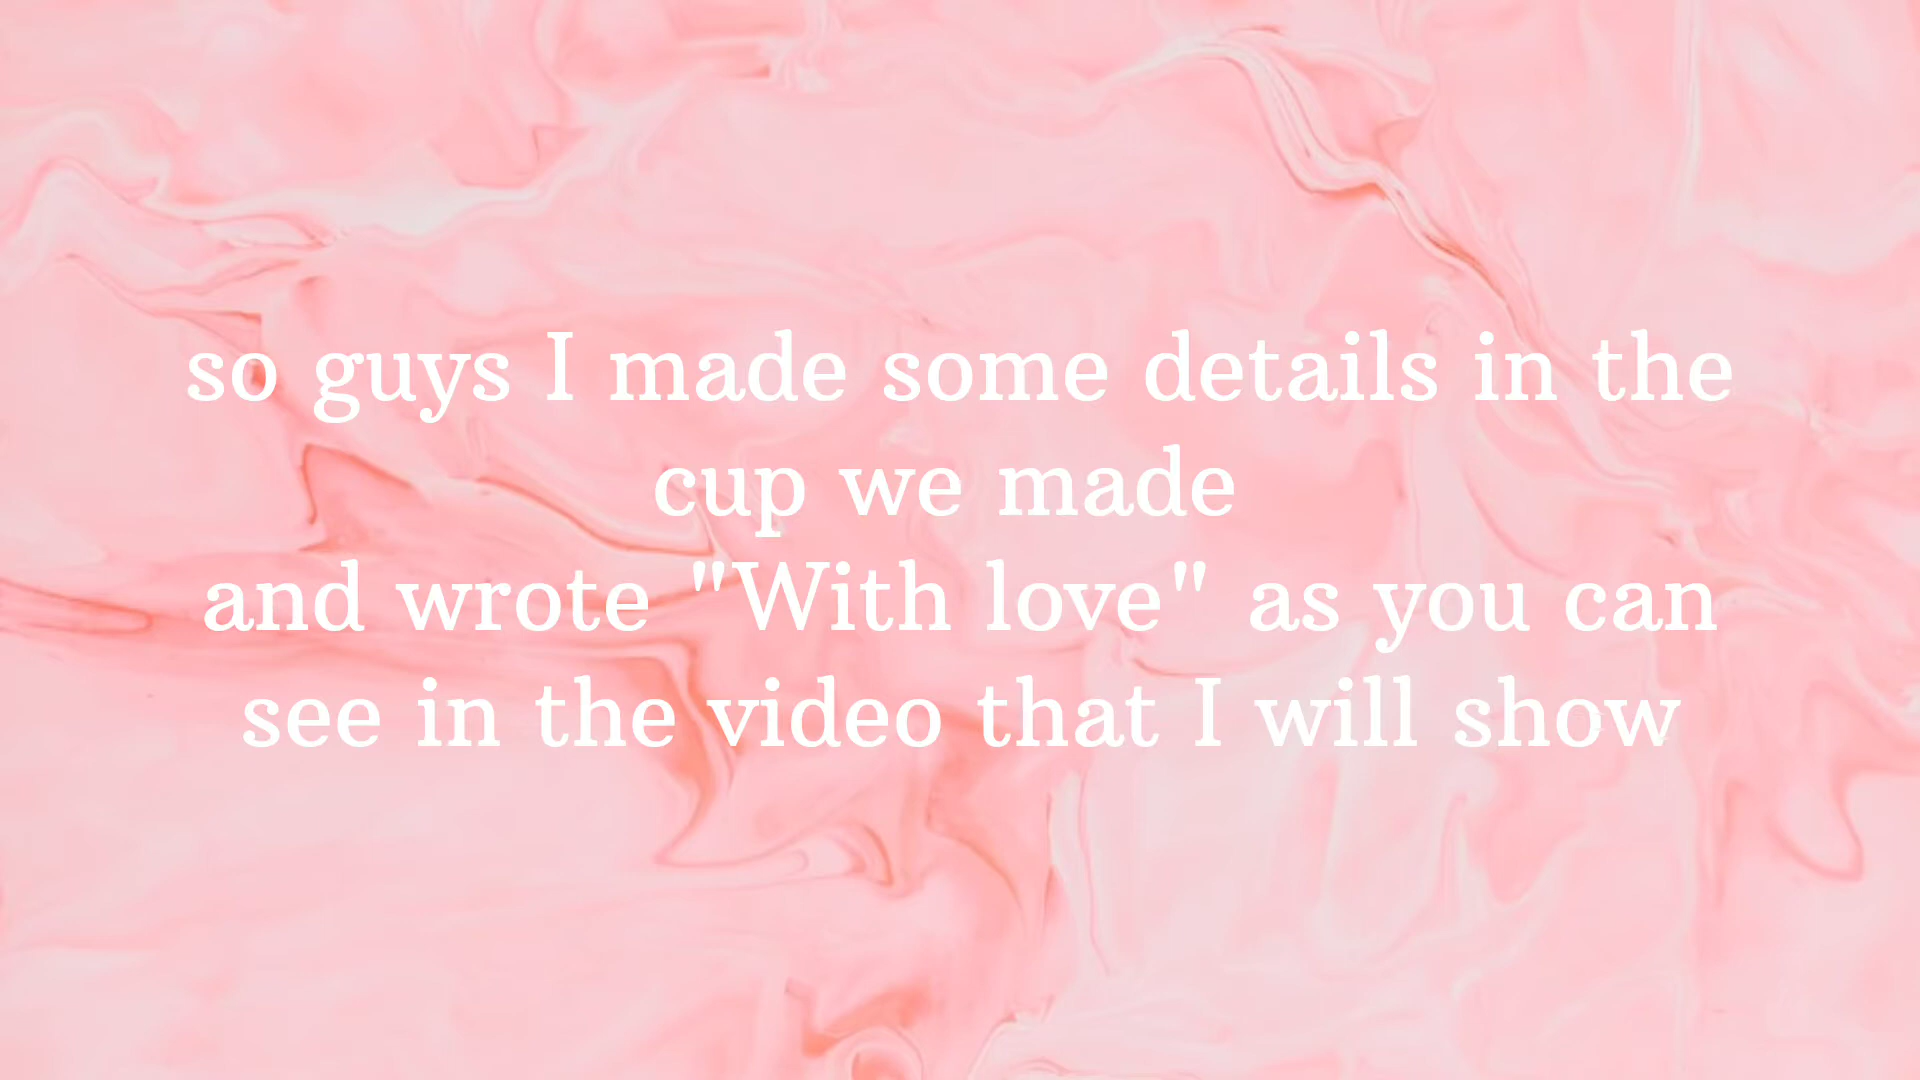 so guys I made some details in the
cup we made
and wrote "With love" as you can
see in the video that I will show